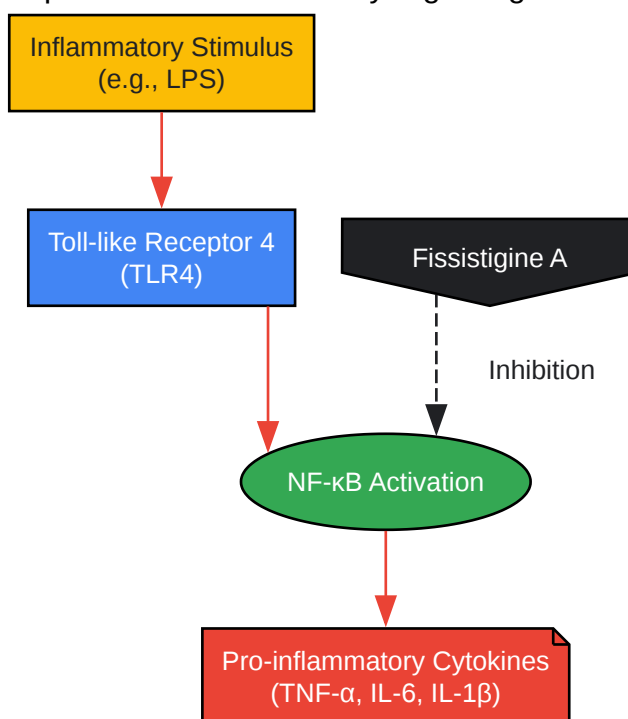 Inflammatory Stimulus
(e.g., LPS)
Toll-like Receptor 4
(TLR4)
Fissistigine A
Inhibition
NF-κB Activation
Pro-inflammatory Cytokines
(TNF-α, IL-6, IL-1β)